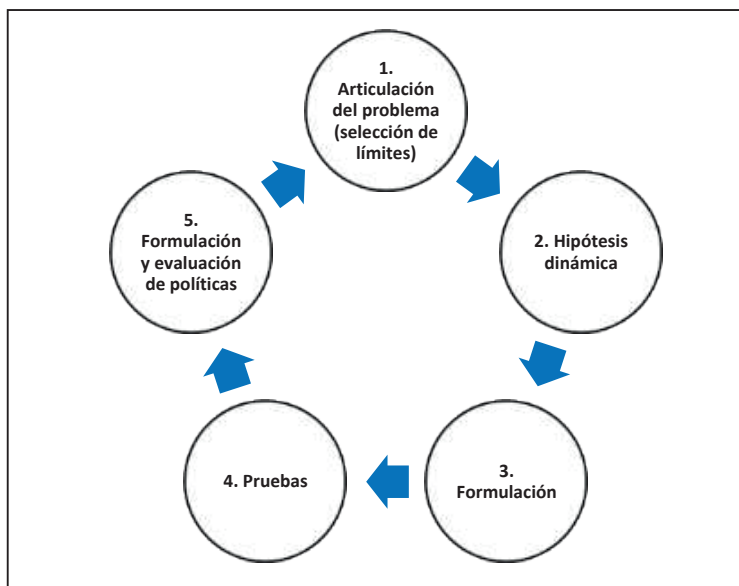 1.
Articulación
del problema
(selección de
límites)
2. Hipótesis
dinámica
3.
Formulación
4. Pruebas
5.
Formulación
y evaluación
de políticas